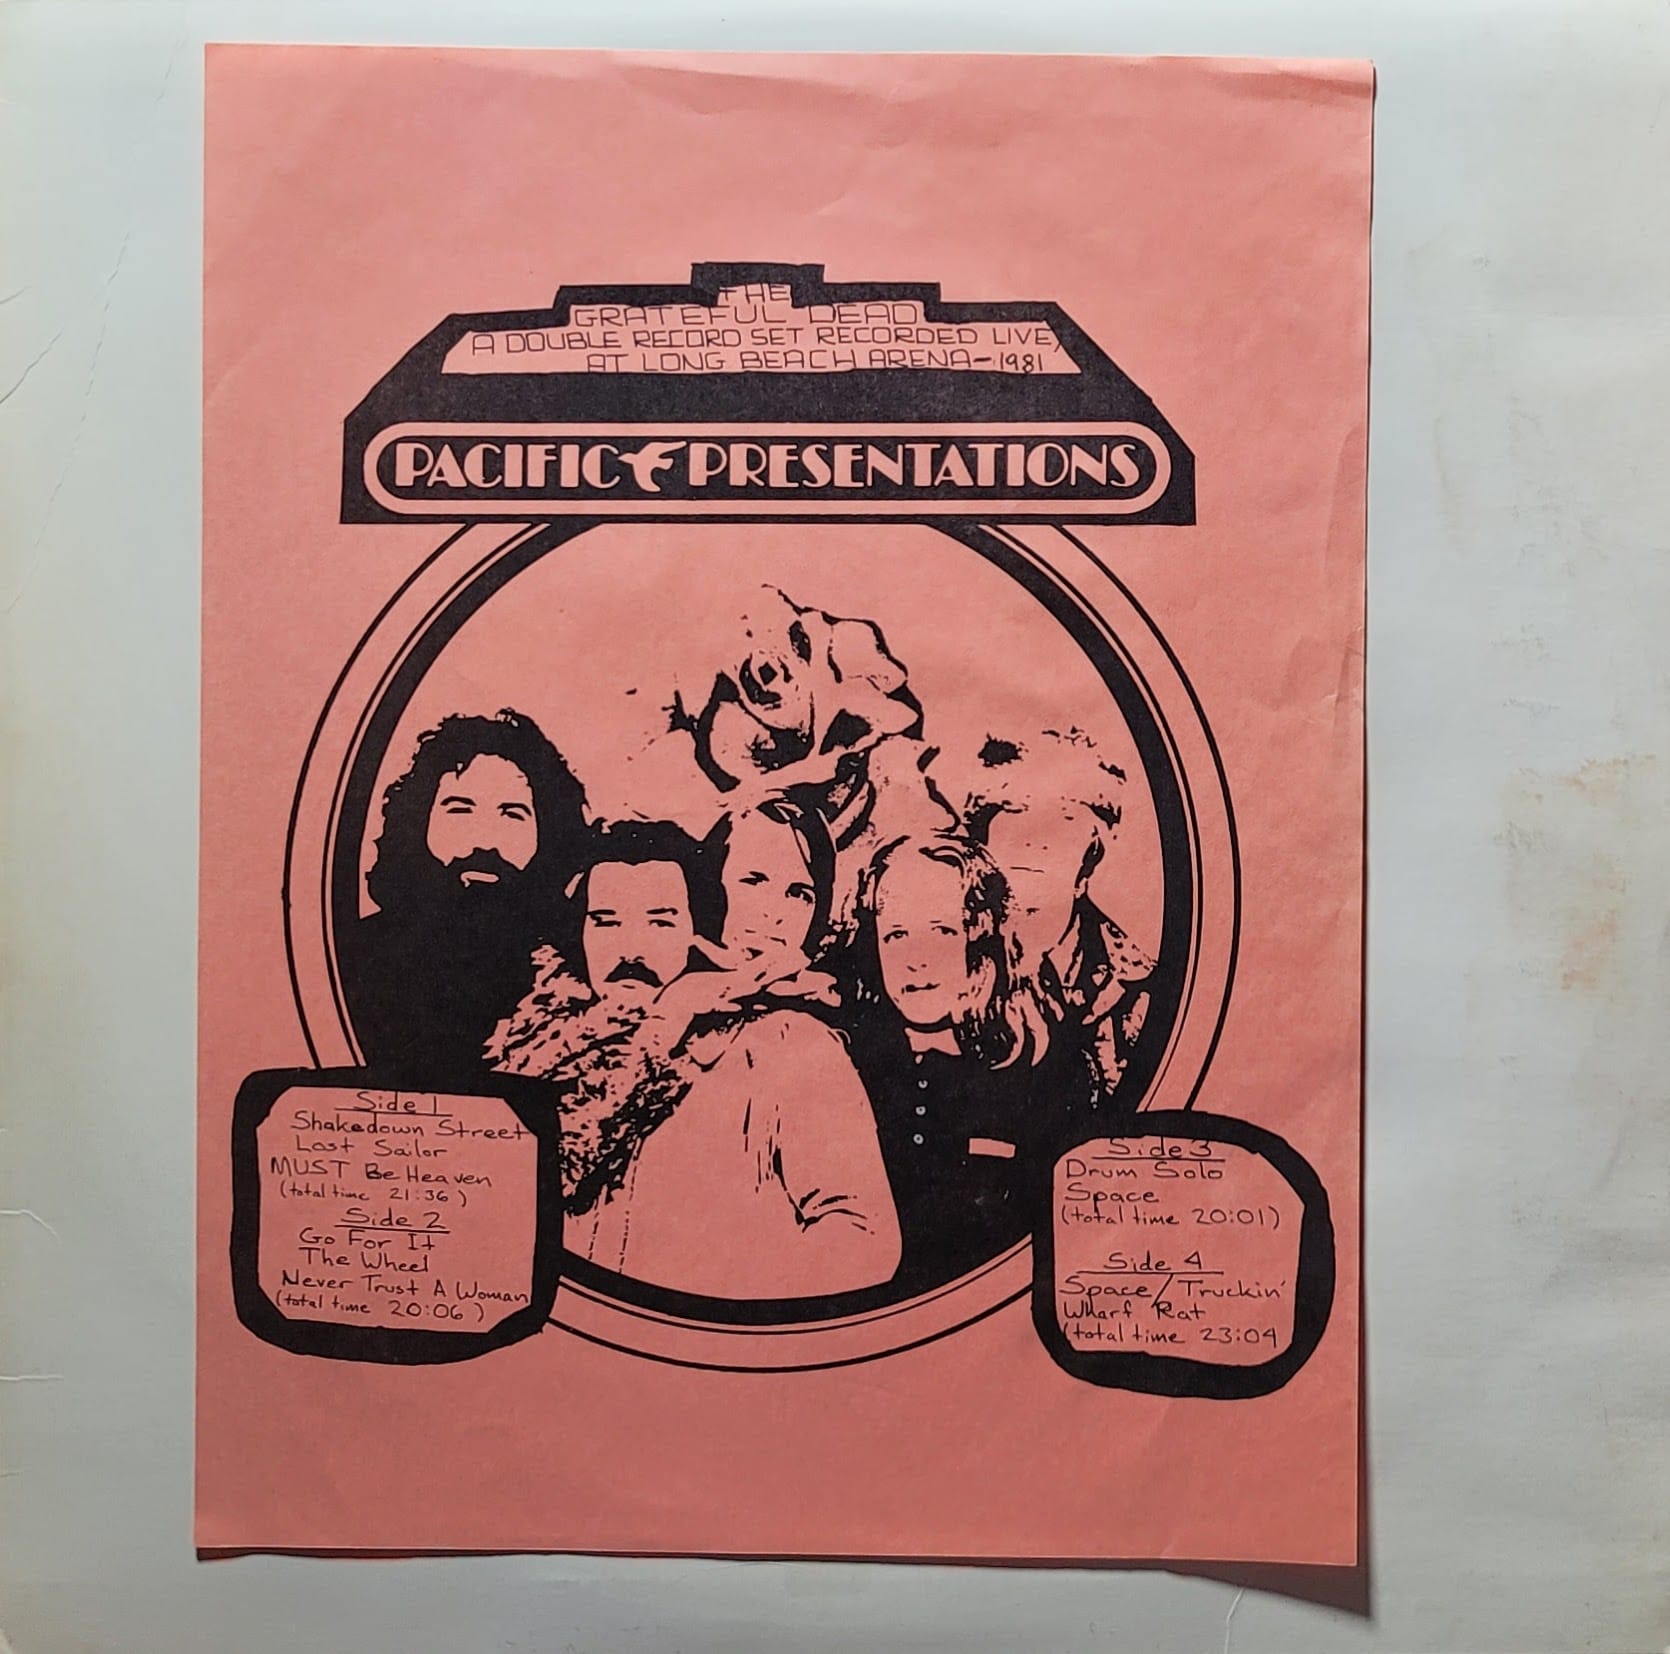 THE
GRATEFUL DEAD
A DOUBLE RECORD SET RECORDED LIVE,
AT LONG BEACH ARENA-1981
PACIFIC PRESENTATIONS
Side 1
Shakedown Street
Lost Sailor
MUST Be Heaven
(total time 21:36)
Side 2
Go For It
The Wheel
Never Trust A Woman
(total time 20:06)
Side 3
Drum Solo
Space
(total time 20:01)
Side 4
Space/Truckin'
Wharf Rat
(total time 23:04